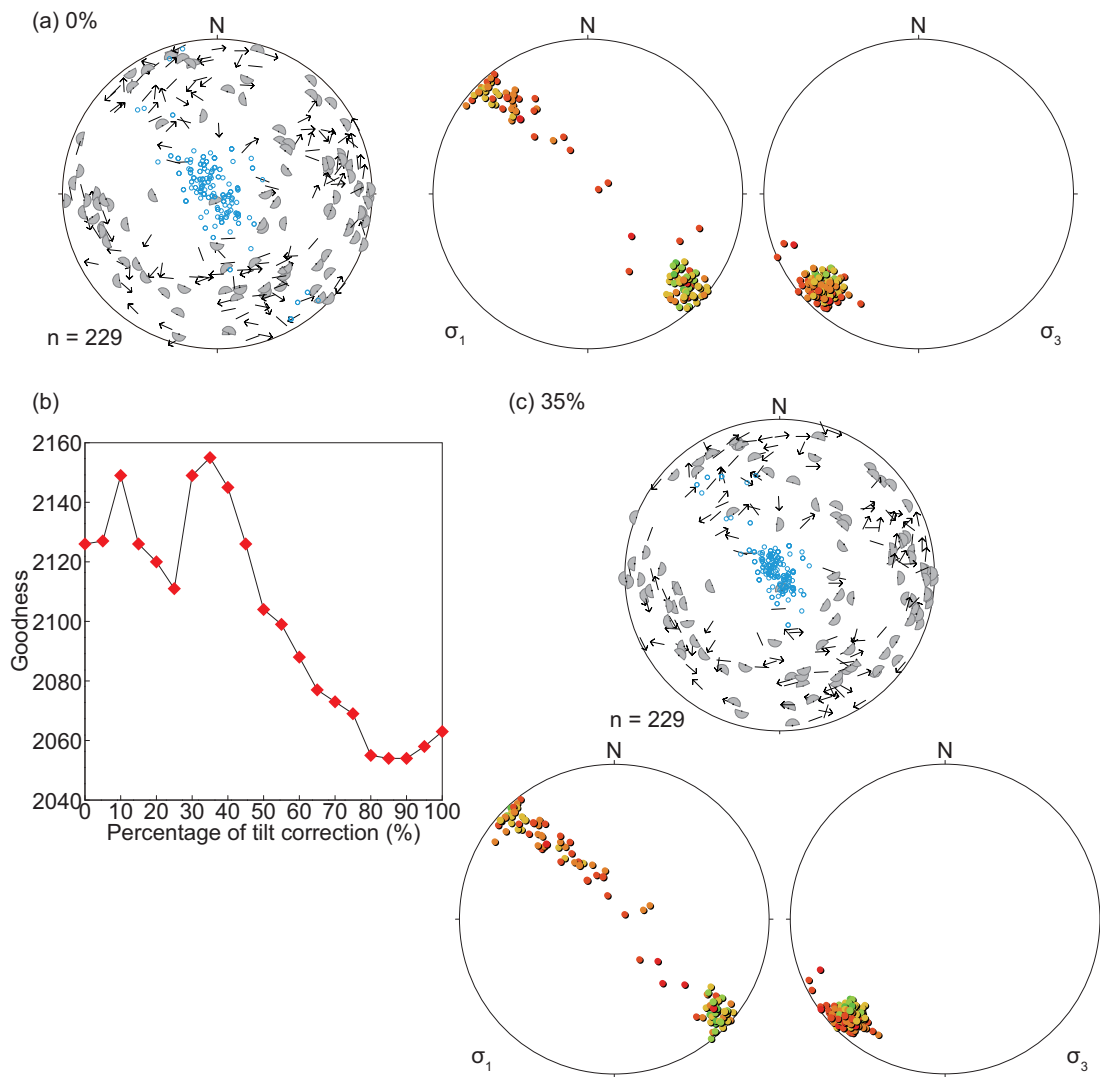 (a) 0%
N
N
N
n = 229
σ1
σ3
(b)
(c) 35%
N
2160
2140
2120
2100
2080
2060
2040
Goodness
0 10 20 30 40 50 60 70 80 90 100
Percentage of tilt correction (%)
n = 229
N
N
σ1
σ3